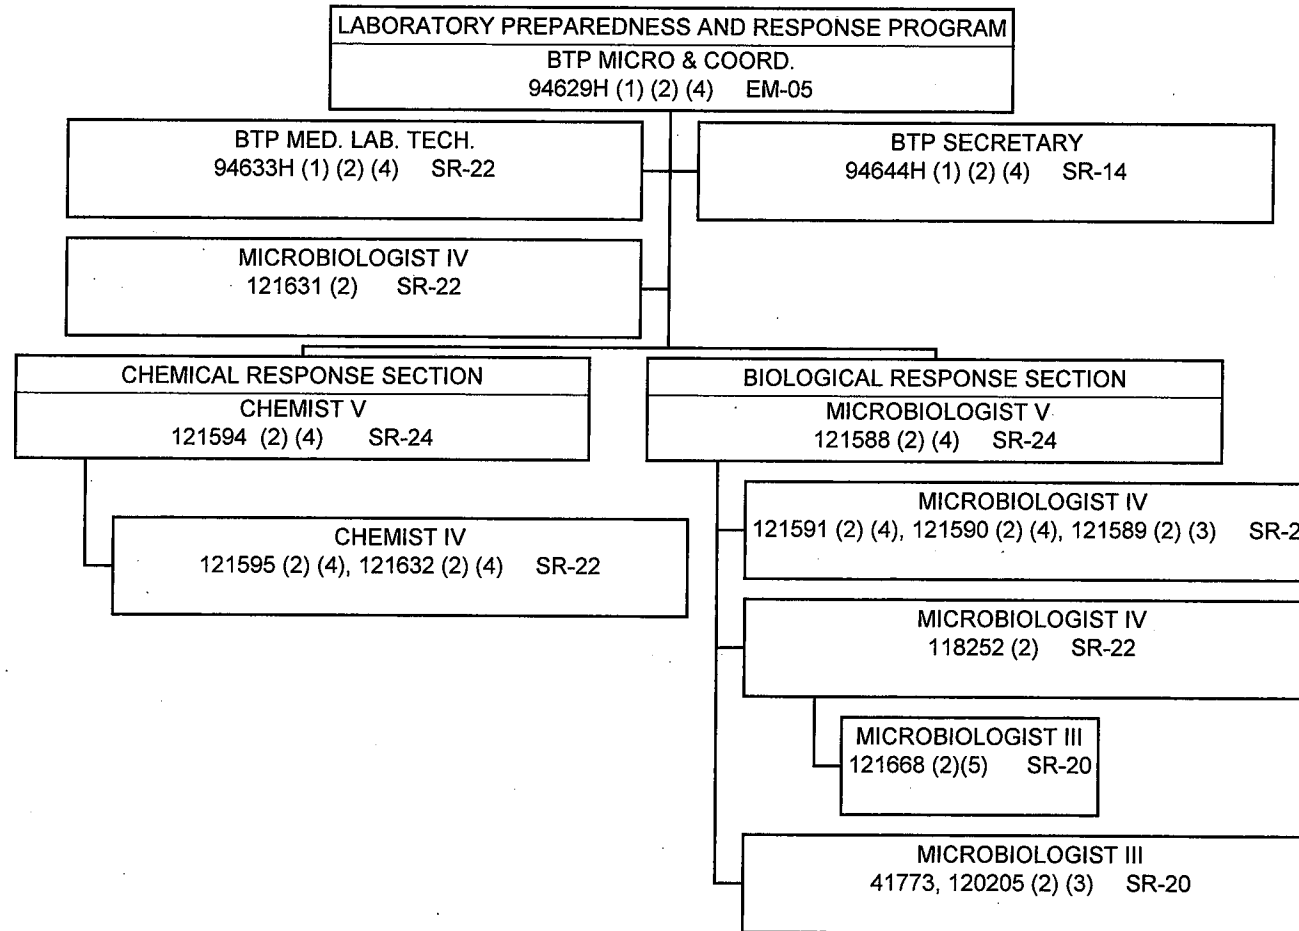 LABORATORY PREPAREDNESS AND RESPONSE PROGRAM
BTP MICRO & COORD.
94629H (1) (2) (4) EM-05
BTP MED. LAB. TECH.
94633H (1) (2) (4) SR-22
BTP SECRETARY
94644H (1) (2) (4) SR-14
MICROBIOLOGIST IV
121631 (2) SR-22
CHEMICAL RESPONSE SECTION
CHEMIST V
121594 (2) (4) SR-24
CHEMIST IV
121595 (2) (4), 121632 (2) (4) SR-22
BIOLOGICAL RESPONSE SECTION
MICROBIOLOGIST V
121588 (2) (4) SR-24
MICROBIOLOGIST IV
121591 (2) (4), 121590 (2) (4), 121589 (2) (3) SR-2
MICROBIOLOGIST IV
118252 (2) SR-22
MICROBIOLOGIST III
121668 (2)(5) SR-20
MICROBIOLOGIST III
41773, 120205 (2) (3) SR-20